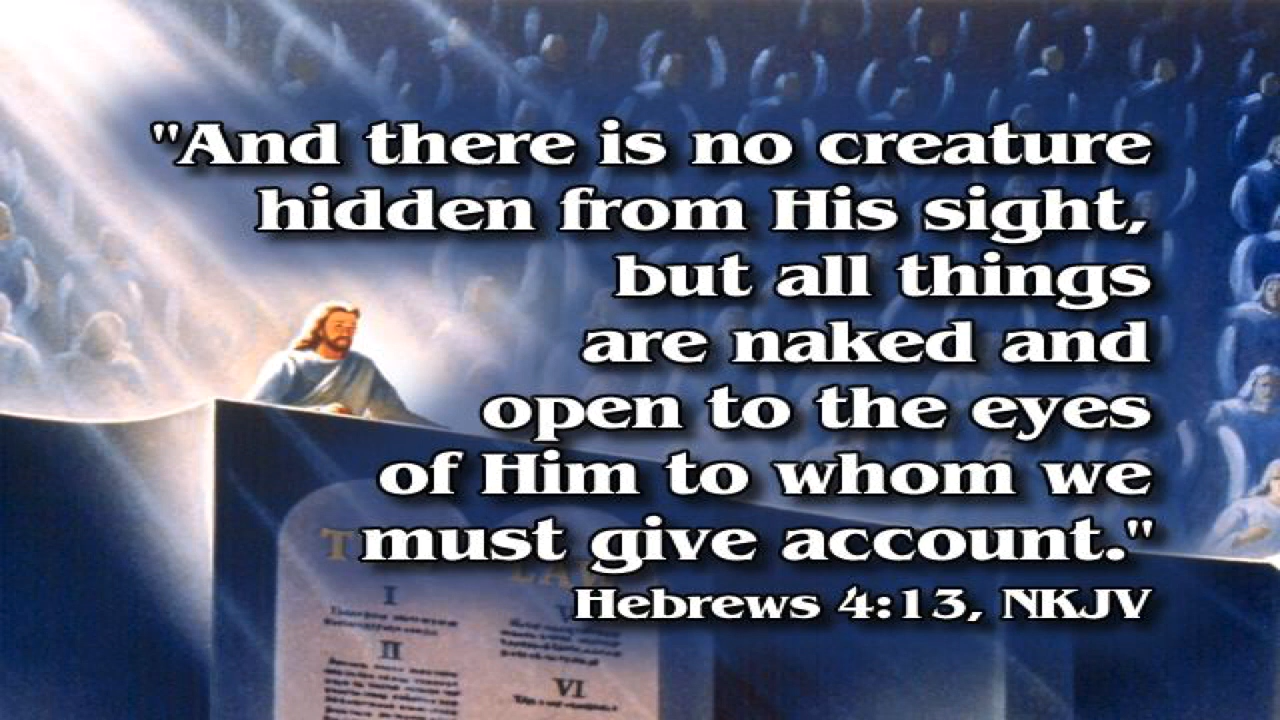 "And there is no creature
hidden from His sight,
but all things
are naked and
open to the eyes
of Him to whom we
must give account."
Hebrews 4:13, NKJV
LAW
I
II
VI